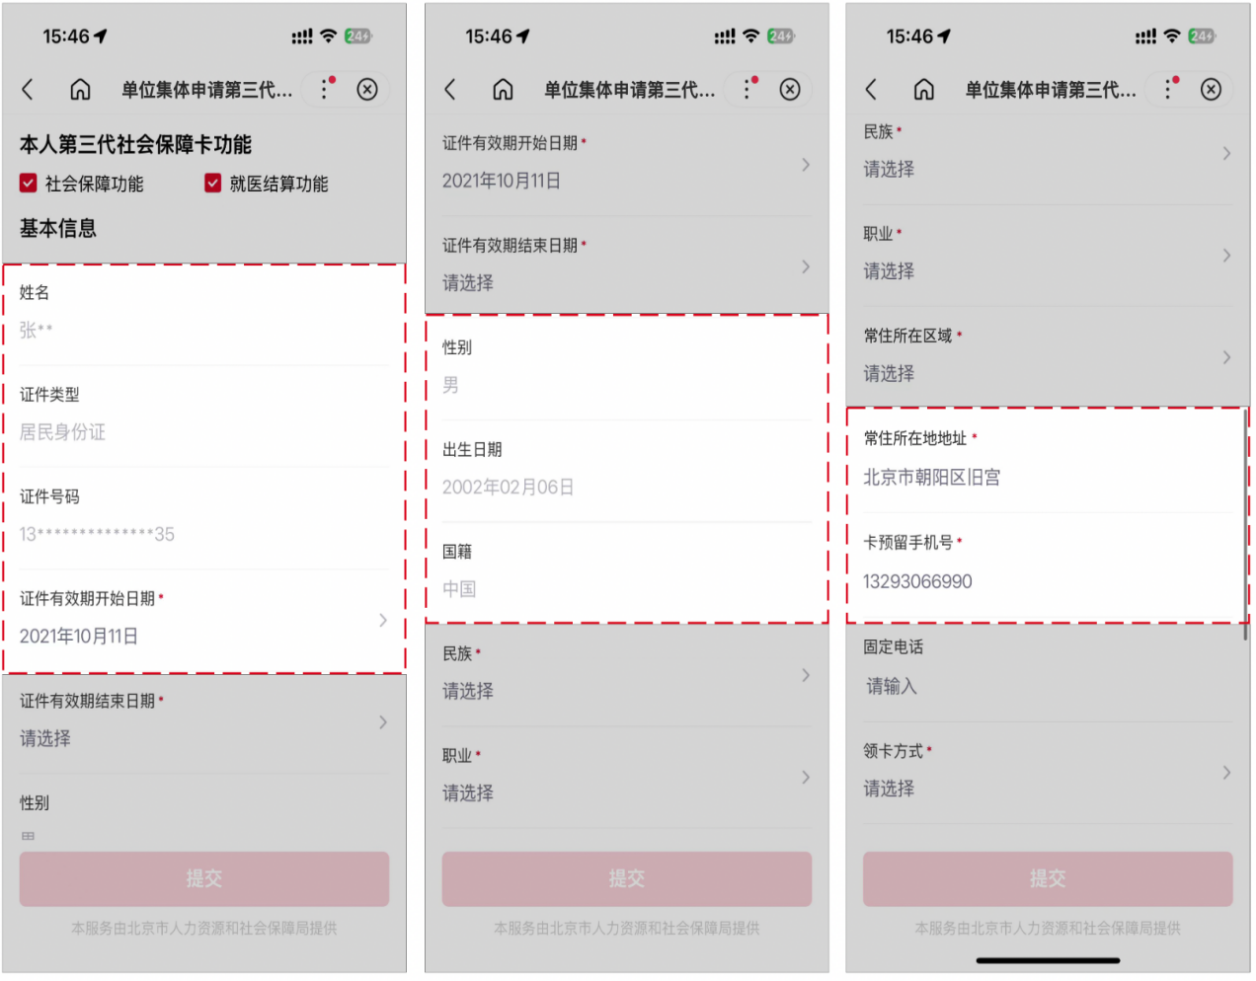 15:46
24
单位集体申请第三代...
本人第三代社会保障卡功能
社会保障功能
就医结算功能
基本信息
姓名
张**
证件类型
居民身份证
证件号码
13**************35
证件有效期开始日期*
2021年10月11日
证件有效期结束日期*
请选择
性别
提交
本服务由北京市人力资源和社会保障局提供
15:46
24
单位集体申请第三代...
证件有效期开始日期*
2021年10月11日
证件有效期结束日期*
请选择
性别
男
出生日期
2002年02月06日
国籍
中国
民族*
请选择
职业*
请选择
提交
本服务由北京市人力资源和社会保障局提供
15:46
24
单位集体申请第三代...
民族*
请选择
职业*
请选择
常住所在区域*
请选择
常住所在地地址*
北京市朝阳区旧宫
卡预留手机号*
13293066990
固定电话
请输入
领卡方式*
请选择
提交
本服务由北京市人力资源和社会保障局提供